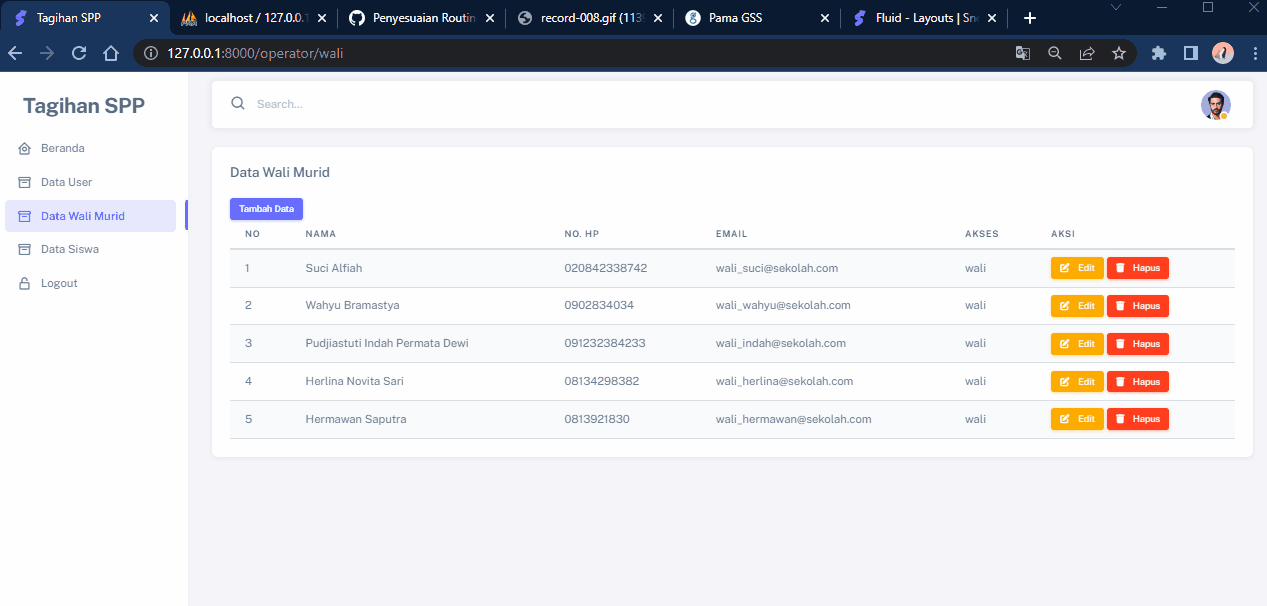 Tagihan SPP
localhost / 127.0.0.1
Penyesuaian Routin
record-008.gif (113
Pama GSS
Fluid - Layouts | Sn
127.0.0.1:8000/operator/wali
Tagihan SPP
Beranda
Data User
Data Wali Murid
Data Siswa
Logout
Search...
Data Wali Murid
Tambah Data
NO NAMA NO. HP EMAIL AKSES AKSI
1 Suci Alfiah 020842338742 wali_suci@sekolah.com wali Edit Hapus
2 Wahyu Bramastya 0902834034 wali_wahyu@sekolah.com wali Edit Hapus
3 Pudjiastuti Indah Permata Dewi 091232384233 wali_indah@sekolah.com wali Edit Hapus
4 Herlina Novita Sari 08134298382 wali_herlina@sekolah.com wali Edit Hapus
5 Hermawan Saputra 0813921830 wali_hermawan@sekolah.com wali Edit Hapus